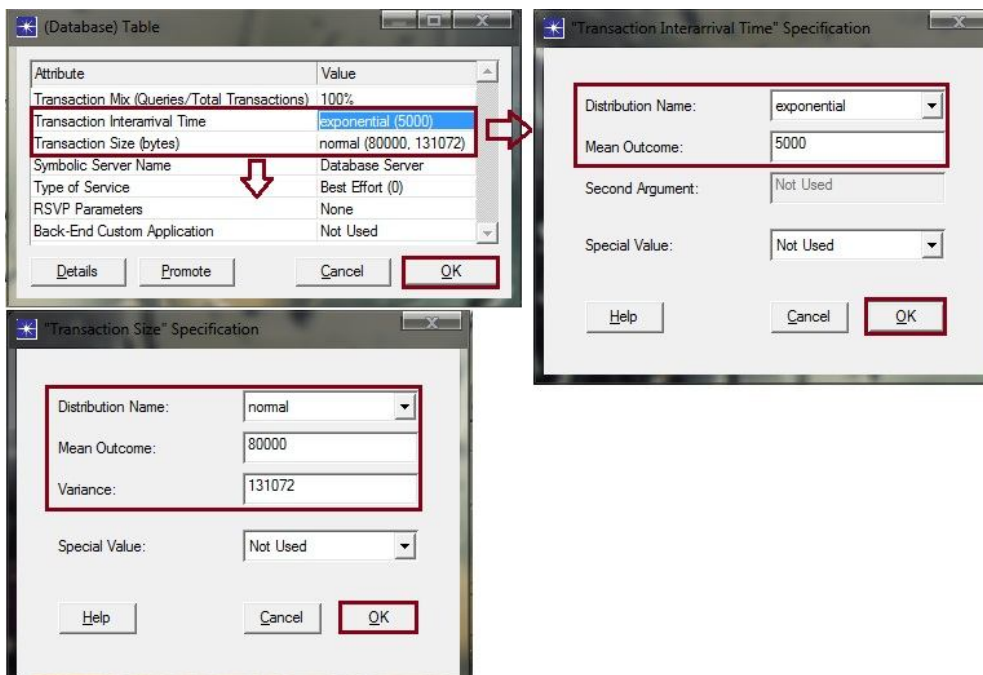 (Database) Table
Attribute Value
Transaction Mix (Queries/Total Transactions) 100%
Transaction Interarrival Time exponential (5000)
Transaction Size (bytes) normal (80000, 131072)
Symbolic Server Name Database Server
Type of Service Best Effort (0)
RSVP Parameters None
Back-End Custom Application Not Used
Details Promote Cancel OK
"Transaction Interarrival Time" Specification
Distribution Name: exponential
Mean Outcome: 5000
Second Argument: Not Used
Special Value: Not Used
Help Cancel OK
"Transaction Size" Specification
Distribution Name: normal
Mean Outcome: 80000
Variance: 131072
Special Value: Not Used
Help Cancel OK